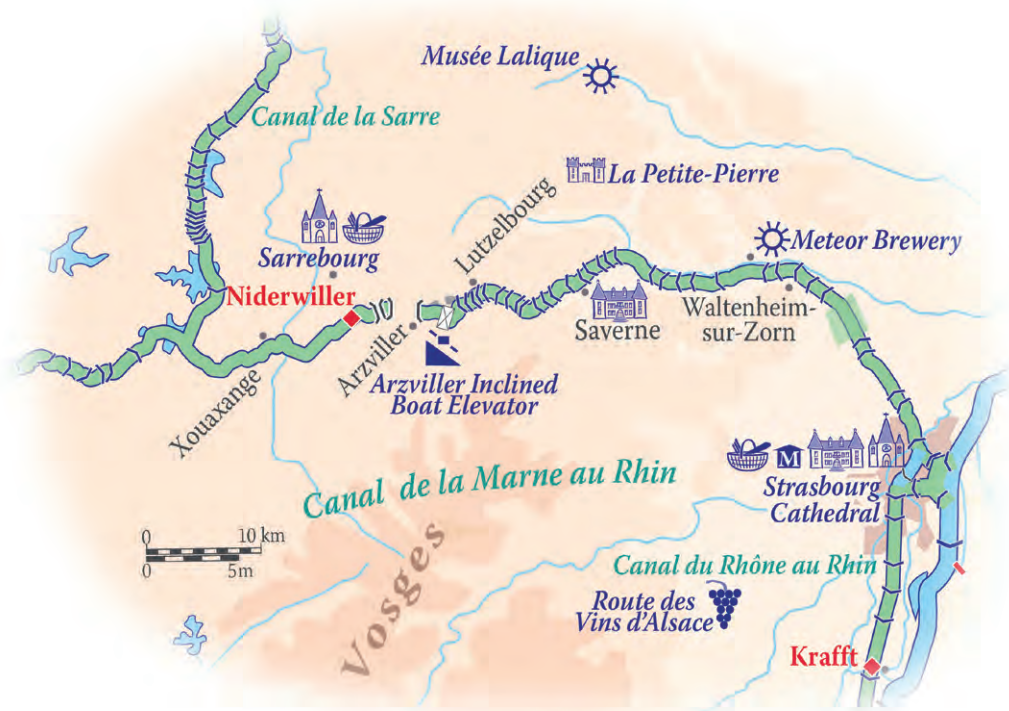 Musée Lalique
Canal de la Sarre
La Petite-Pierre
Lutzelbourg
Meteor Brewery
Sarrebourg
Niderwiller
Waltenheim-
sur-Zorn
Saverne
Arzviller
Xouaxange
Arzviller Inclined
Boat Elevator
Canal de la Marne au Rhin
M
Strasbourg
Cathedral
0 10 km
0 5m
Vosges
Canal du Rhône au Rhin
Route des
Vins d'Alsace
Krafft